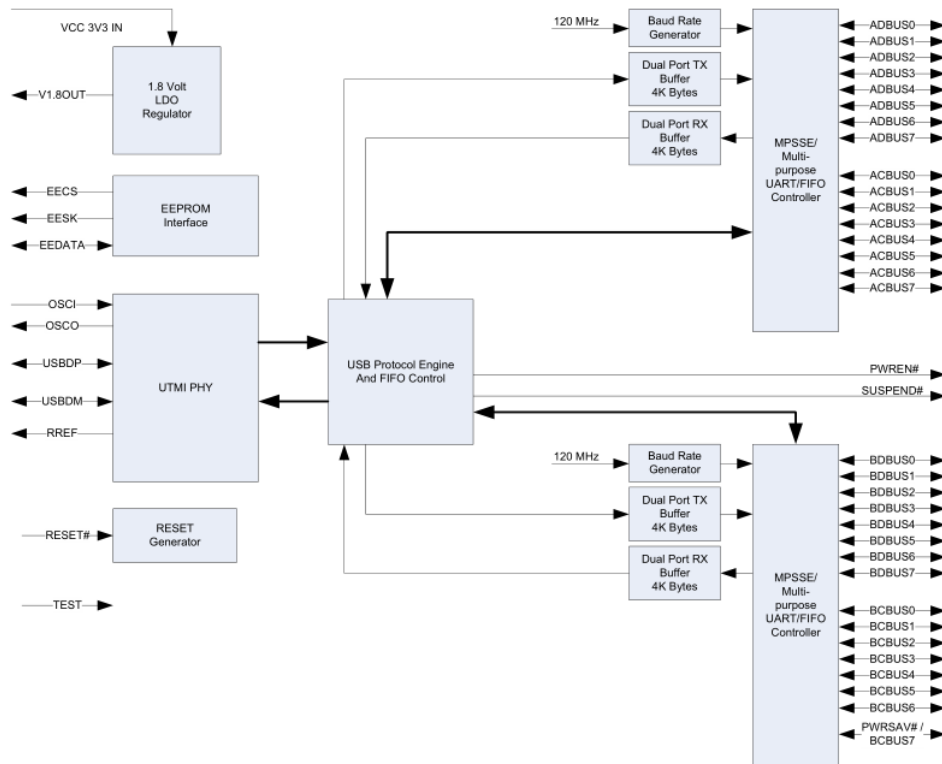 VCC 3V3 IN
1.8 Volt
LDO
Regulator
V1.8OUT
EECS
EESK
EEDATA
EEPROM
Interface
OSCI
OSCO
USBDP
USBDM
RREF
UTMI PHY
RESET#
RESET
Generator
TEST
USB Protocol Engine
And FIFO Control
120 MHz
Baud Rate
Generator
Dual Port TX
Buffer
4K Bytes
Dual Port RX
Buffer
4K Bytes
MPSSE/
Multi-
purpose
UART/FIFO
Controller
ADBUS0
ADBUS1
ADBUS2
ADBUS3
ADBUS4
ADBUS5
ADBUS6
ADBUS7
ACBUS0
ACBUS1
ACBUS2
ACBUS3
ACBUS4
ACBUS5
ACBUS6
ACBUS7
PWREN#
SUSPEND#
120 MHz
Baud Rate
Generator
Dual Port TX
Buffer
4K Bytes
Dual Port RX
Buffer
4K Bytes
MPSSE/
Multi-
purpose
UART/FIFO
Controller
BDBUS0
BDBUS1
BDBUS2
BDBUS3
BDBUS4
BDBUS5
BDBUS6
BDBUS7
BCBUS0
BCBUS1
BCBUS2
BCBUS3
BCBUS4
BCBUS5
BCBUS6
PWRSAV# /
BCBUS7